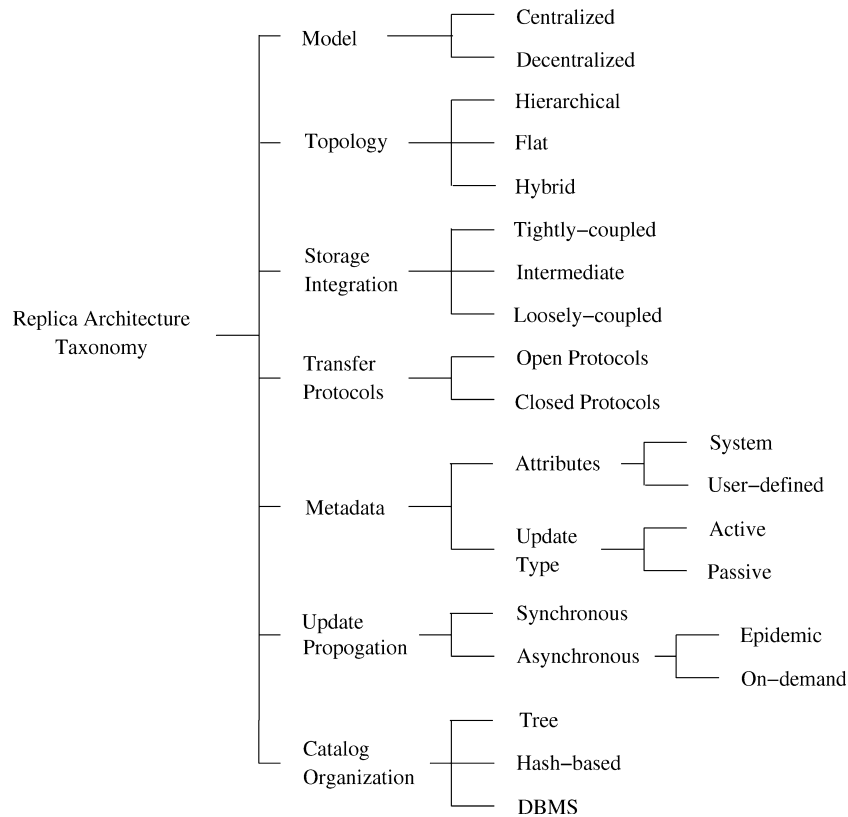 Centralized
Model
Decentralized
Hierarchical
Topology
Flat
Hybrid
Tightly−coupled
Storage
Integration
Intermediate
Loosely−coupled
Replica Architecture
Taxonomy
Transfer
Protocols
Open Protocols
Closed Protocols
Metadata
Attributes
System
User−defined
Update
Type
Active
Passive
Update
Propogation
Synchronous
Asynchronous
Epidemic
On−demand
Catalog
Organization
Tree
Hash−based
DBMS